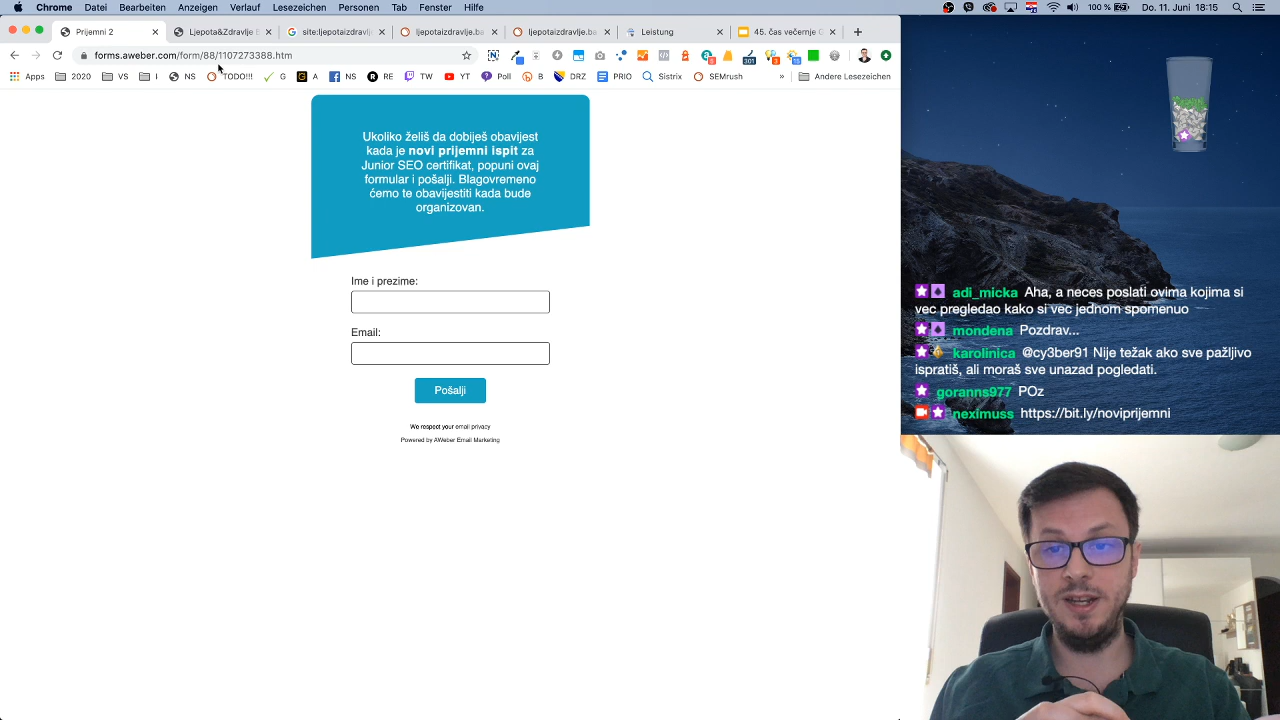 Chrome Datei Bearbeiten Anzeigen Verlauf Lesezeichen Personen Tab Fenster Hilfe 100 % Do. 11. Juni 18:15
Prijemni 2 Ljepota&Zdravlje site:ljepotaizdravlje ljepotaizdravlje.ba ljepotaizdravlje.ba Leistung 45. čas večernje
forms.aweber.com/form/88/1107273388.htm
Apps 2020 VS I NS TODO!!! G A NS RE TW YT Poll B DRZ PRIO Sistrix SEMrush » Andere Lesezeichen
Ukoliko želiš da dobiješ obavijest
kada je novi prijemni ispit za
Junior SEO certifikat, popuni ovaj
formular i pošalji. Blagovremeno
ćemo te obavijestiti kada bude
organizovan.
Ime i prezime:
Email:
Pošalji
We respect your email privacy
Powered by AWeber Email Marketing
adi_micka Aha, a neces poslati ovima kojima si
vec pregledao kako si vec jednom spomenuo
mondena Pozdrav...
karolinica @cy3ber91 Nije težak ako sve pažljivo
ispratiš, ali moraš sve unazad pogledati.
goranns977 POz
neximuss https://bit.ly/noviprijemni